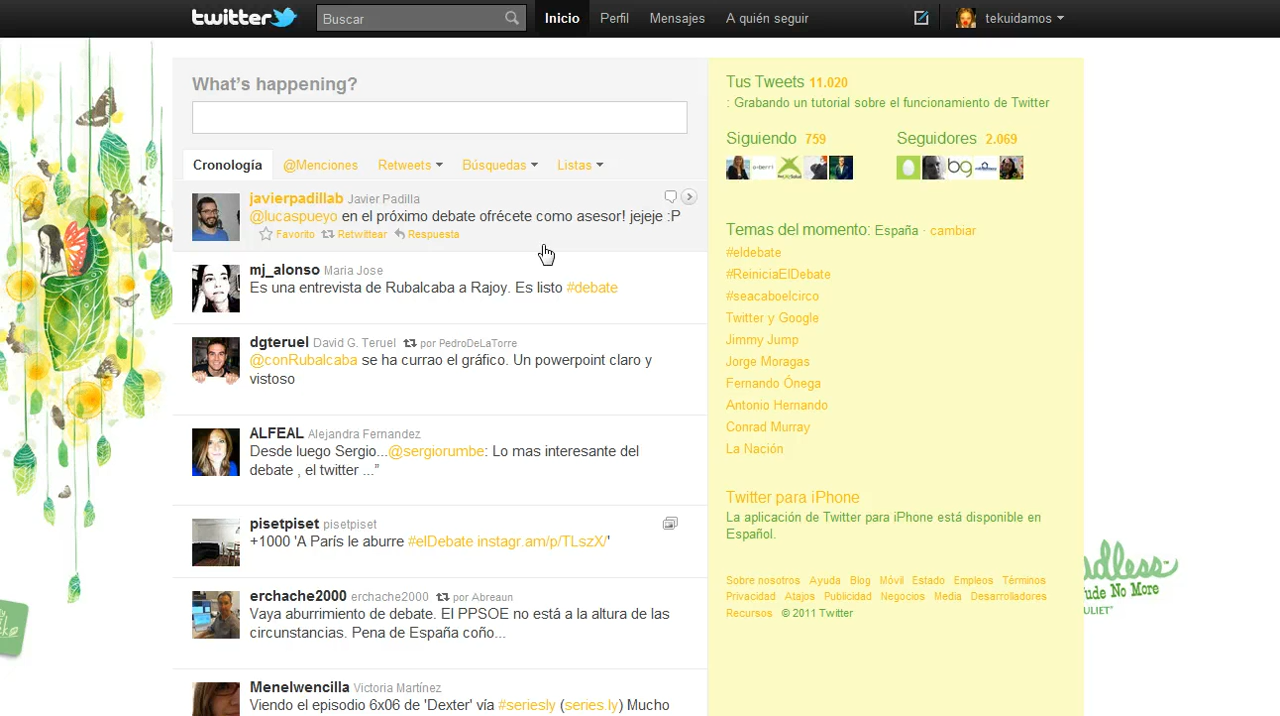 twitter
Buscar
Inicio
Perfil
Mensajes
A quién seguir
tekuidamos
What's happening?
Cronología
@Menciones
Retweets
Búsquedas
Listas
javierpadillab Javier Padilla
@lucaspueyo en el próximo debate ofrécete como asesor! jejeje :P
Favorito Retwittear Respuesta
mj_alonso Maria Jose
Es una entrevista de Rubalcaba a Rajoy. Es listo #debate
dgteruel David G. Teruel por PedroDeLaTorre
@conRubalcaba se ha currao el gráfico. Un powerpoint claro y
vistoso
ALFEAL Alejandra Fernandez
Desde luego Sergio...@sergiorumbe: Lo mas interesante del
debate , el twitter ...”
pisetpiset pisetpiset
+1000 'A París le aburre #elDebate instagr.am/p/TLszX/'
erchache2000 erchache2000 por Abreaun
Vaya aburrimiento de debate. El PPSOE no está a la altura de las
circunstancias. Pena de España coño...
Menelwencilla Victoria Martínez
Viendo el episodio 6x06 de 'Dexter' vía #seriesly (series.ly) Mucho
Tus Tweets 11.020
: Grabando un tutorial sobre el funcionamiento de Twitter
Siguiendo 759
Seguidores 2.069
Temas del momento: España · cambiar
#eldebate
#ReiniciaElDebate
#seacaboelcirco
Twitter y Google
Jimmy Jump
Jorge Moragas
Fernando Ónega
Antonio Hernando
Conrad Murray
La Nación
Twitter para iPhone
La aplicación de Twitter para iPhone está disponible en
Español.
Sobre nosotros Ayuda Blog Móvil Estado Empleos Términos
Privacidad Atajos Publicidad Negocios Media Desarrolladores
Recursos © 2011 Twitter
dless
ude No More
ULIET